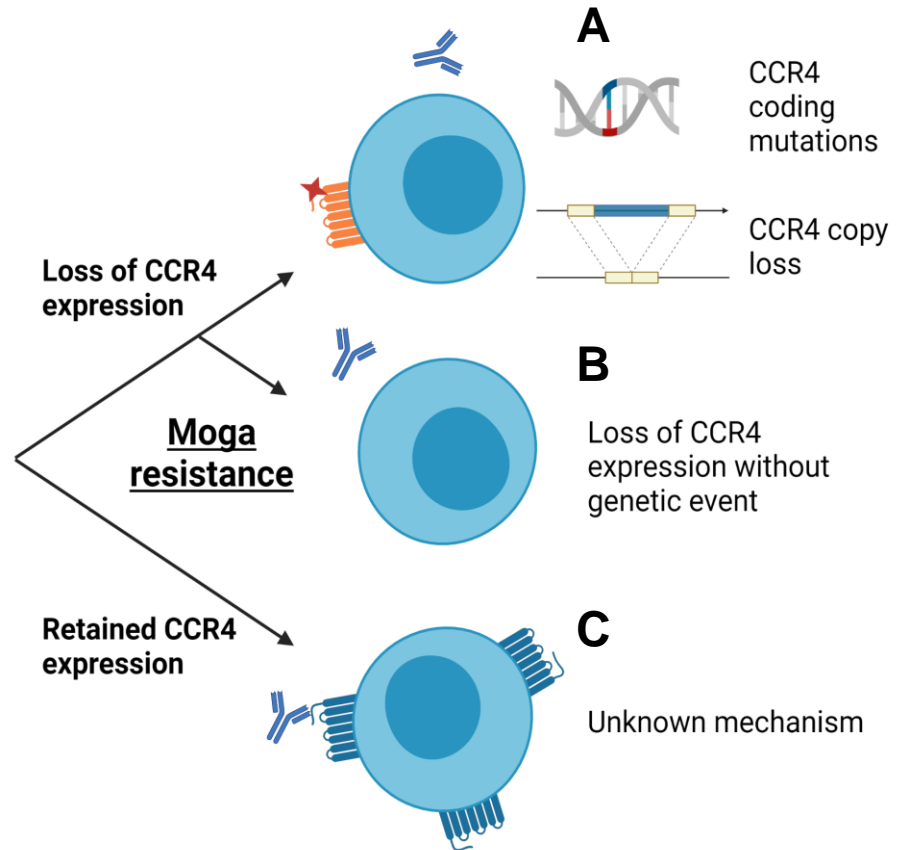 A
CCR4
coding
mutations
CCR4 copy
loss
Loss of CCR4
expression
B
Moga
resistance
Loss of CCR4
expression without
genetic event
Retained CCR4
expression
C
Unknown mechanism